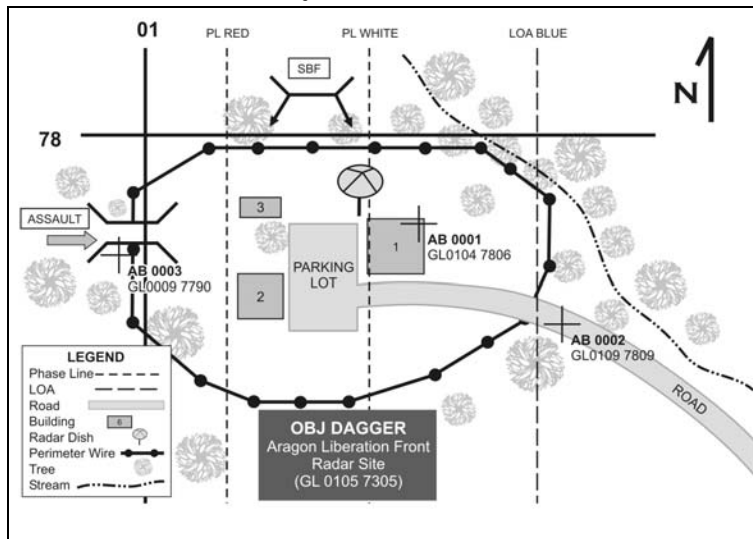 01
PL RED
PL WHITE
LOA BLUE
SBF
N
78
ASSAULT
3
1
AB 0001
GL0104 7806
AB 0003
GL0009 7790
PARKING
LOT
2
AB 0002
GL0109 7809
ROAD
LEGEND
Phase Line
LOA
Road
Building
6
Radar Dish
Perimeter Wire
Tree
Stream
OBJ DAGGER
Aragon Liberation Front
Radar Site
(GL 0105 7305)